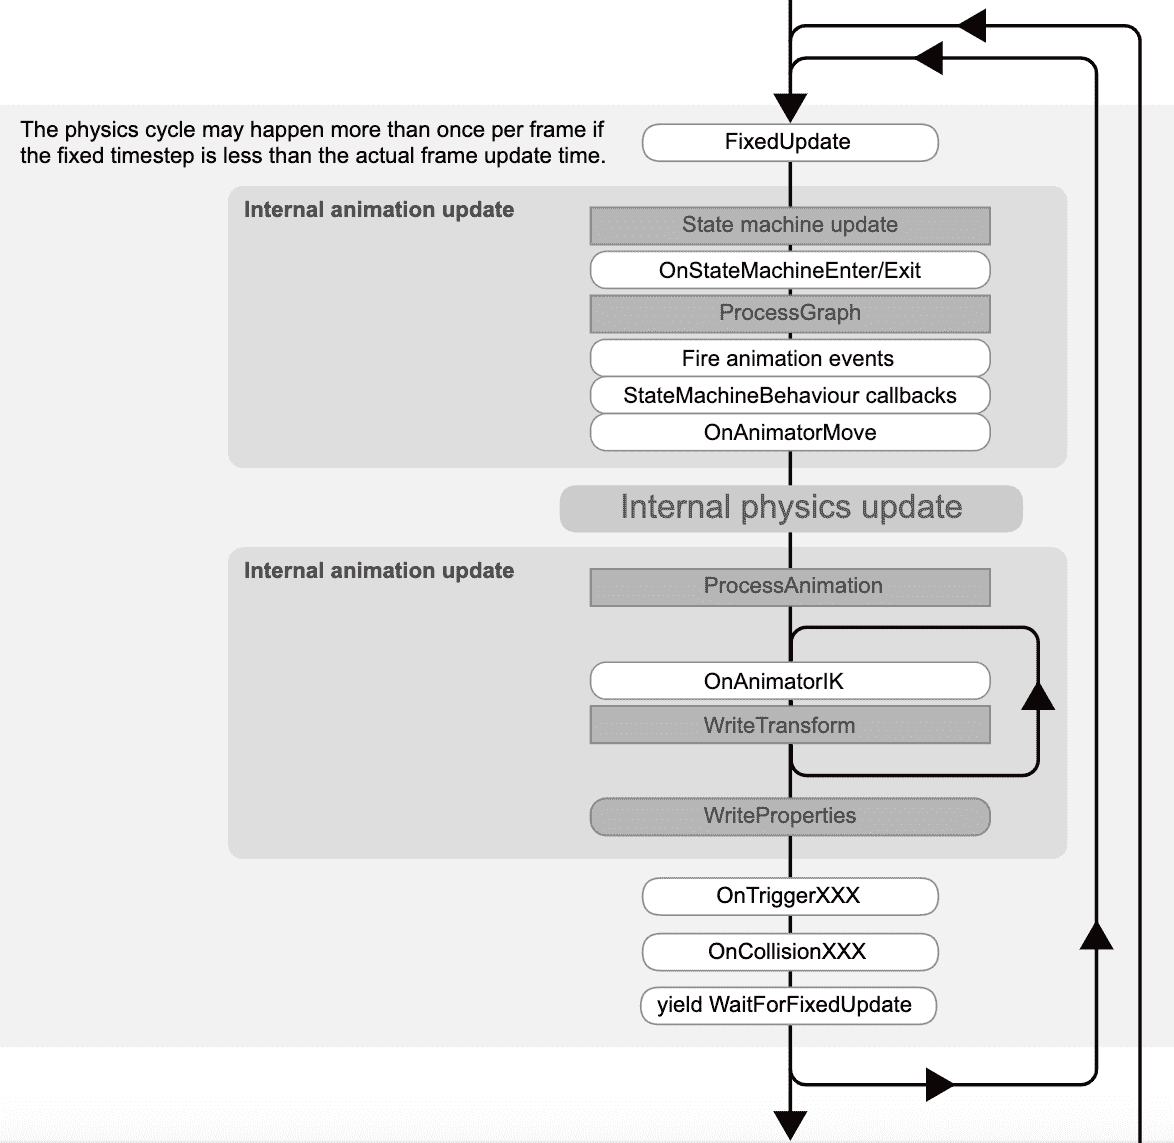 The physics cycle may happen more than once per frame if
the fixed timestep is less than the actual frame update time.
FixedUpdate
Internal animation update
State machine update
OnStateMachineEnter/Exit
ProcessGraph
Fire animation events
StateMachineBehaviour callbacks
OnAnimatorMove
Internal physics update
Internal animation update
ProcessAnimation
OnAnimatorIK
WriteTransform
WriteProperties
OnTriggerXXX
OnCollisionXXX
yield WaitForFixedUpdate